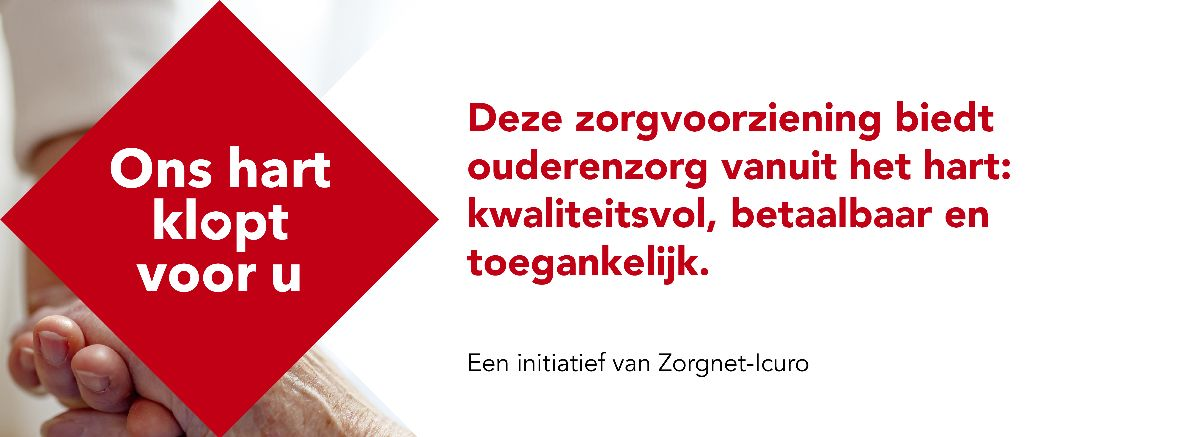 Ons hart
klopt
voor u
Deze zorgvoorziening biedt
ouderenzorg vanuit het hart:
kwaliteitsvol, betaalbaar en
toegankelijk.
Een initiatief van Zorgnet-Icuro